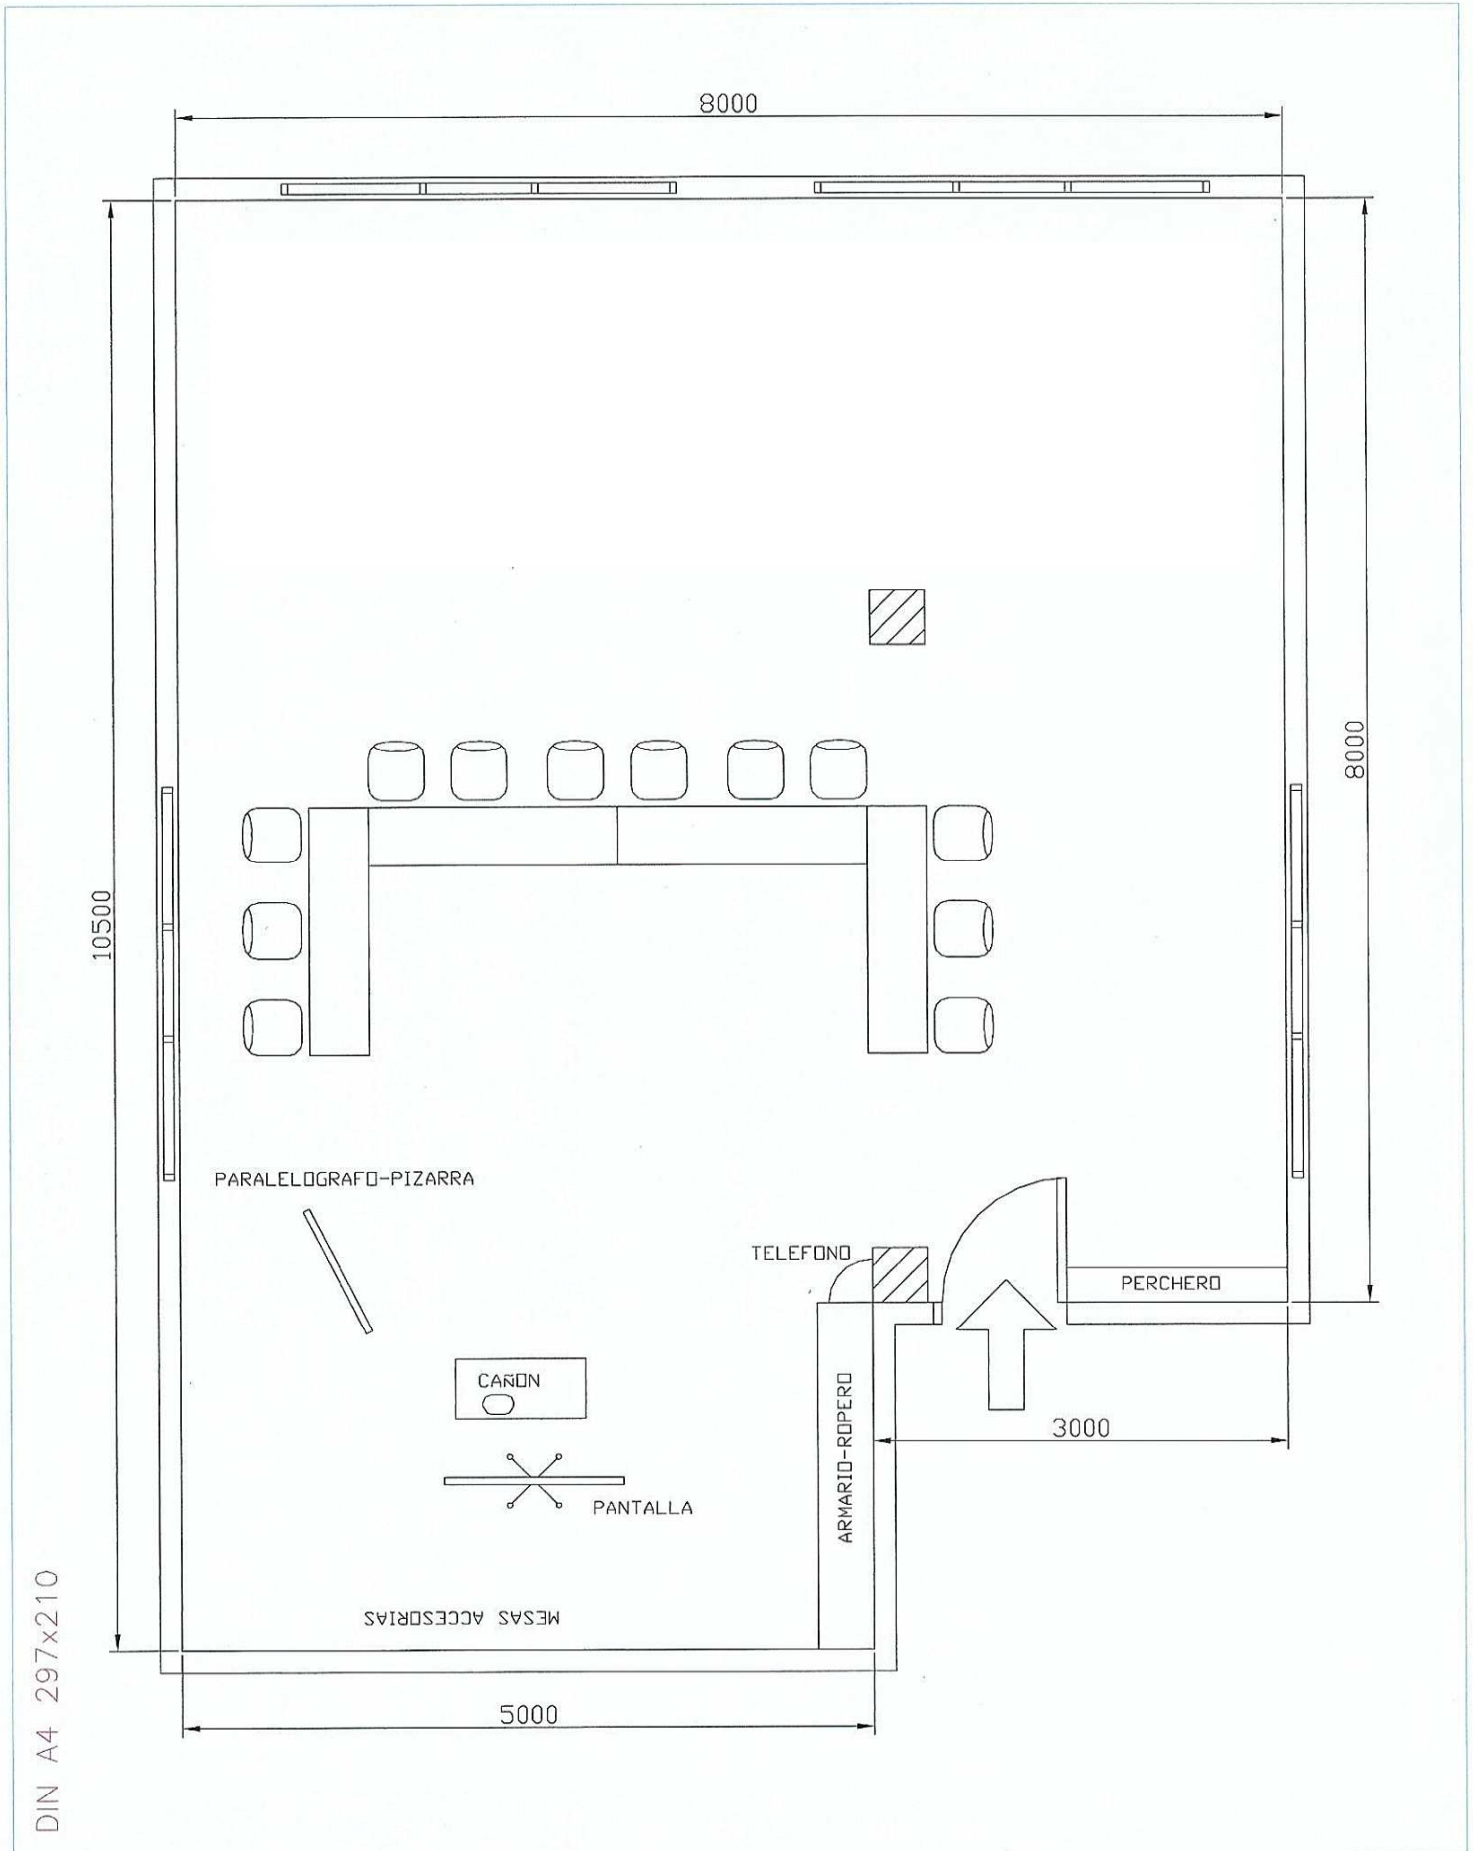 8000
8000
10500
PARALELOGRAFO-PIZARRA
TELEFONO
PERCHERO
CAÑON
ARMARIO-ROPERO
3000
PANTALLA
MESAS ACCESORIAS
5000
DIN A4 297x210